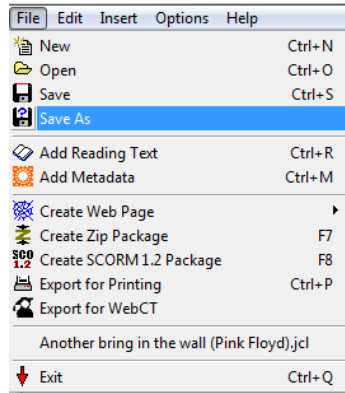 File Edit Insert Options Help
New Ctrl+N
Open Ctrl+O
Save Ctrl+S
Save As
Add Reading Text Ctrl+R
Add Metadata Ctrl+M
Create Web Page
Create Zip Package F7
SCO 1.2 Create SCORM 1.2 Package F8
Export for Printing Ctrl+P
Export for WebCT
Another bring in the wall (Pink Floyd).jcl
Exit Ctrl+Q